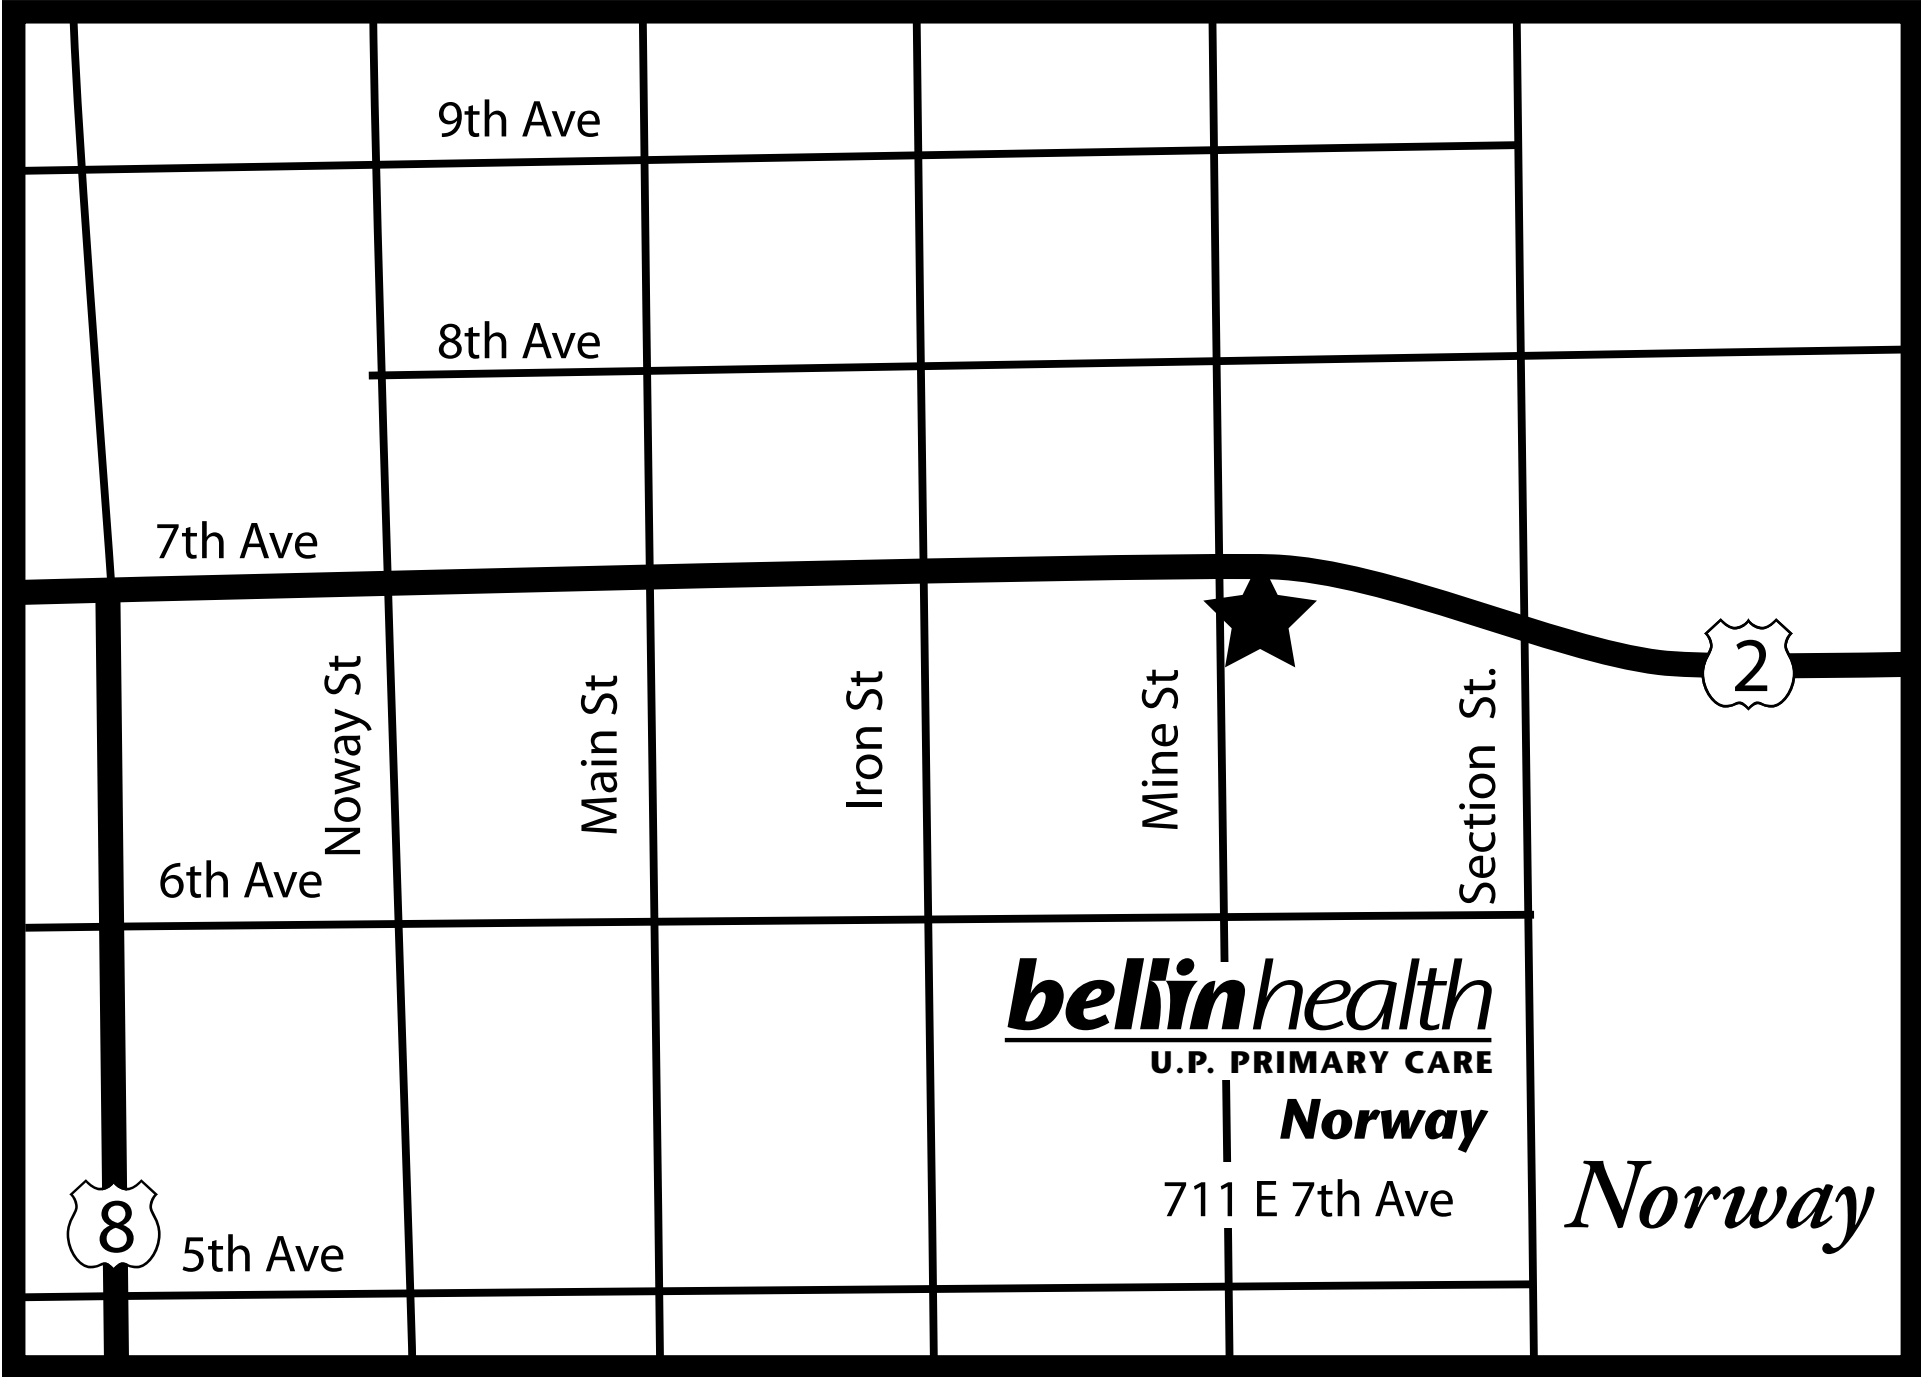 9th Ave
8th Ave
7th Ave
2
Noway St
Main St
Iron St
Mine St
Section St.
6th Ave
bellinhealth
U.P. PRIMARY CARE
Norway
711 E 7th Ave
Norway
8
5th Ave